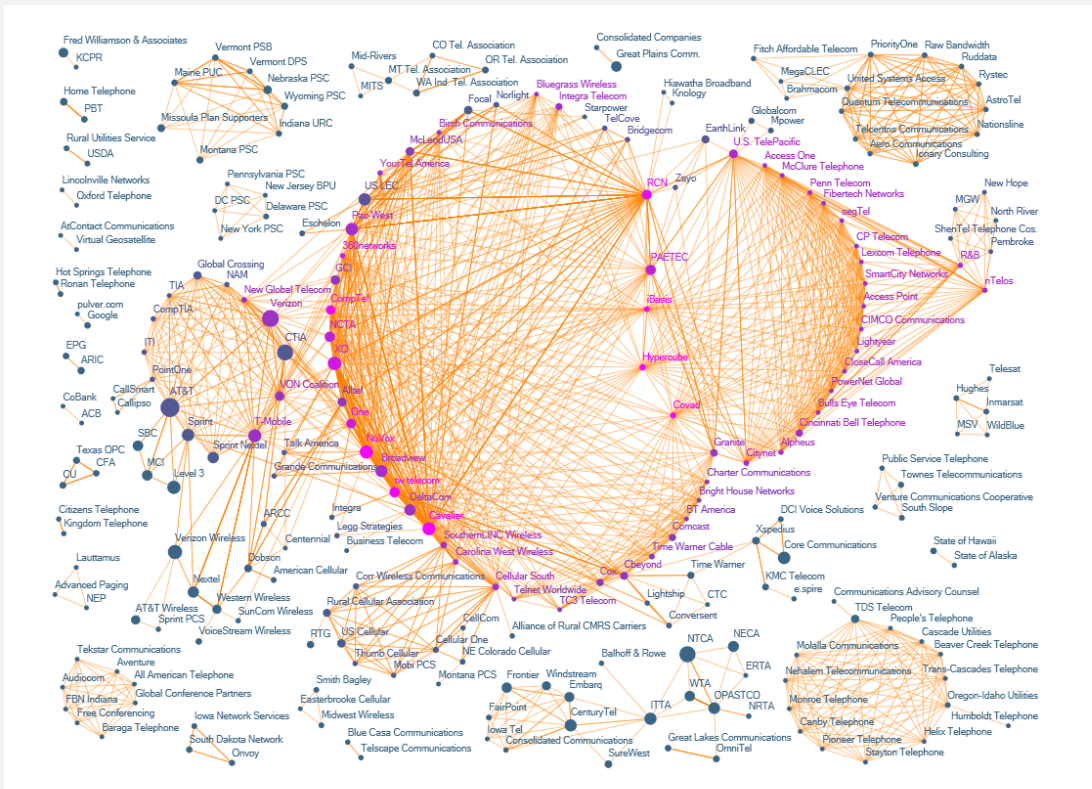 Fred Williamson & Associates
KCPR
Home Telephone
PBT
Rural Utilities Service
USDA
Lincolnville Networks
Oxford Telephone
AtContact Communications
Virtual Geosatellite
Hot Springs Telephone
Ronan Telephone
pulver.com
Google
EPG
ARIC
CoBank
ACB
CallSmart
Callipso
Vermont PSB
Vermont DPS
Maine PUC
Nebraska PSC
Wyoming PSC
Missoula Plan Supporters
Indiana URC
Montana PSC
Pennsylvania PSC
New Jersey BPU
DC PSC
Delaware PSC
New York PSC
Mid-Rivers
MITS
CO Tel. Association
OR Tel. Association
MT Tel. Association
WA Ind. Tel. Association
Consolidated Companies
Great Plains Comm.
Hiawatha Broadband
Knology
Globalcom
Mpower
Fitch Affordable Telecom
MegaCLEC
Brahmacom
PriorityOne
Raw Bandwidth
Ruddata
United Systems Access
Rystec
Quantum Telecommunications
AstroTel
Telcentris Communications
Nationsline
Aero Communications
Ionary Consulting
Focal
Norlight
Bluegrass Wireless
Integra Telecom
Starpower
TelCove
Bridgecom
Birch Communications
McLeodUSA
YourTel America
US LEC
Eschelon
Pac-West
360networks
GCI
CompTel
NCTA
XO
Alltel
One
NuVox
Broadview
tw telecom
DeltaCom
Cavalier
SouthernLINC Wireless
Carolina West Wireless
Cellular South
Telnet Worldwide
TC3 Telecom
Cox
Cbeyond
Time Warner Cable
Comcast
BT America
Bright House Networks
Charter Communications
Granite
Citynet
Alpheus
Cincinnati Bell Telephone
Bulls Eye Telecom
PowerNet Global
CloseCall America
Lightyear
CIMCO Communications
Access Point
SmartCity Networks
Lexcom Telephone
CP Telecom
segTel
Fibertech Networks
Penn Telecom
McClure Telephone
Access One
U.S. TelePacific
EarthLink
RCN
Zayo
PAETEC
iBasis
Hypercube
Covad
New Hope
MGW
North River
ShenTel Telephone Cos.
Pembroke
R&B
nTelos
Global Crossing
NAM
TIA
New Global Telecom
CompTIA
Verizon
ITI
CTIA
PointOne
VON Coalition
AT&T
Sprint
T-Mobile
Sprint Nextel
Talk America
Grande Communications
SBC
MCI
Level 3
Texas OPC
CFA
CU
Citizens Telephone
Kingdom Telephone
Lauttamus
Advanced Paging
NEP
ARCC
Centennial
Verizon Wireless
Dobson
American Cellular
Nextel
Western Wireless
AT&T Wireless
Sprint PCS
SunCom Wireless
VoiceStream Wireless
Integra
Legg Strategies
Business Telecom
Corr Wireless Communications
Rural Cellular Association
RTG
US Cellular
Thumb Cellular
Mobi PCS
CellCom
Cellular One
NE Colorado Cellular
Montana PCS
Alliance of Rural CMRS Carriers
Time Warner
Lightship
CTC
Conversent
Telesat
Hughes
Inmarsat
MSV
WildBlue
Public Service Telephone
Townes Telecommunications
Venture Communications Cooperative
South Slope
DCI Voice Solutions
Xspedius
Core Communications
KMC Telecom
e.spire
State of Hawaii
State of Alaska
Tekstar Communications
Aventure
Audiocom
All American Telephone
FBN Indiana
Global Conference Partners
Free Conferencing
Baraga Telephone
Iowa Network Services
South Dakota Network
Onvoy
Smith Bagley
Easterbrooke Cellular
Midwest Wireless
Blue Casa Communications
Telscape Communications
Frontier
Windstream
Embarq
FairPoint
CenturyTel
Iowa Tel
Consolidated Communications
SureWest
Balhoff & Rowe
NTCA
NECA
ERTA
WTA
OPASTCO
NRTA
ITTA
Great Lakes Communications
OmniTel
Communications Advisory Counsel
TDS Telecom
People's Telephone
Cascade Utilities
Molalla Communications
Beaver Creek Telephone
Nehalem Telecommunications
Trans-Cascades Telephone
Monroe Telephone
Oregon-Idaho Utilities
Canby Telephone
Humboldt Telephone
Helix Telephone
Pioneer Telephone
Stayton Telephone